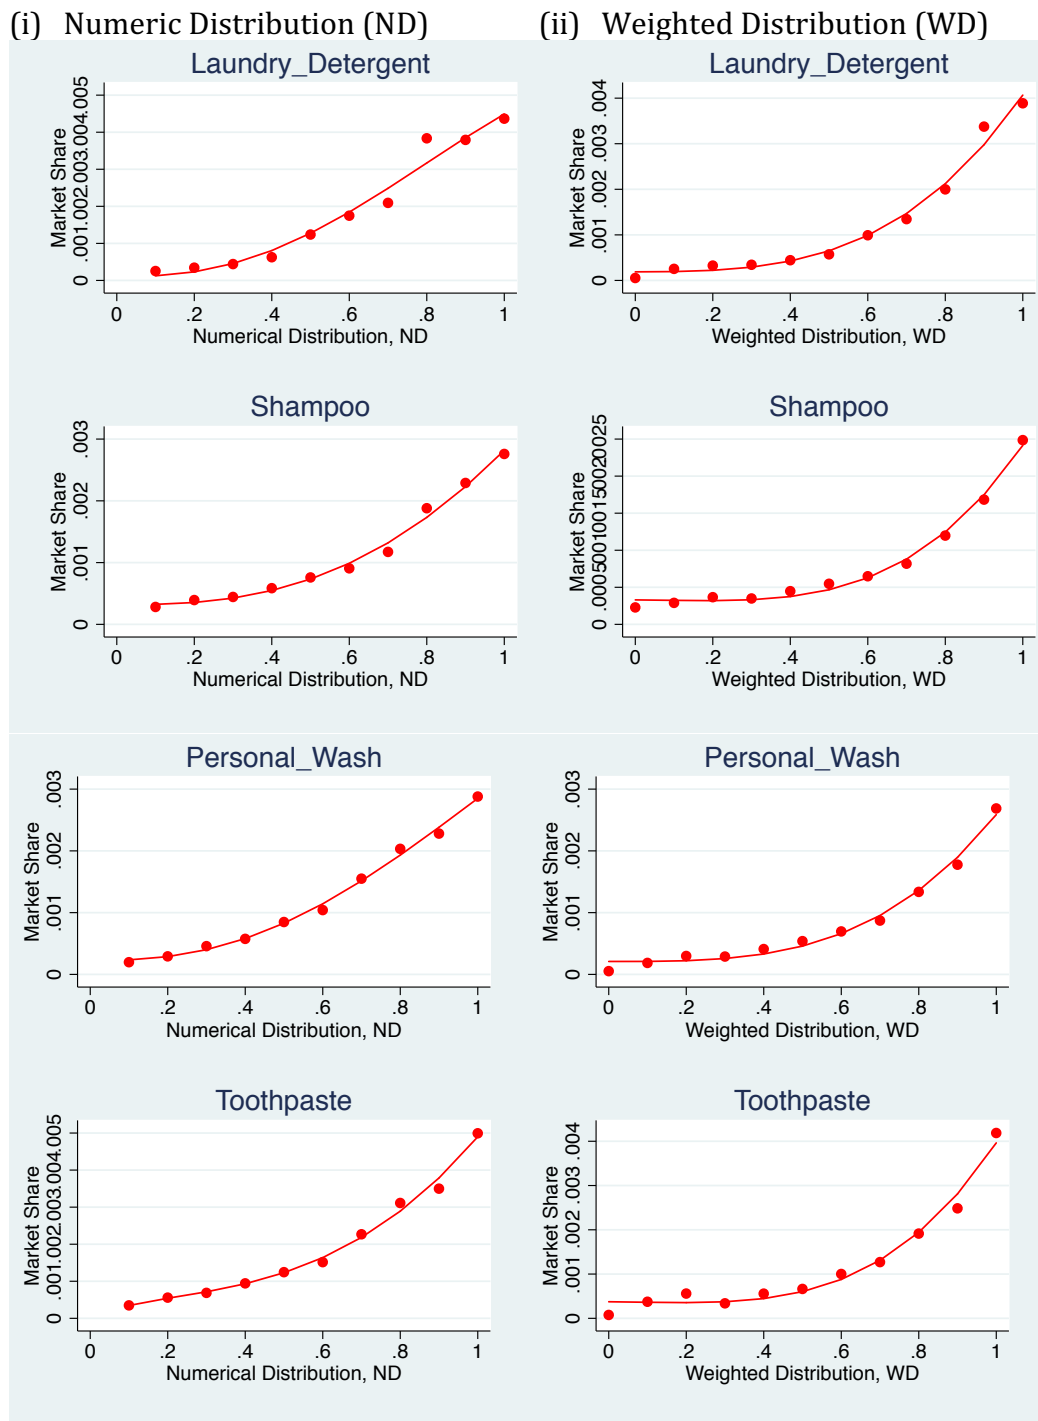 (i) Numeric Distribution (ND)
(ii) Weighted Distribution (WD)
Laundry_Detergent
Market Share
0 .001 .002 .003 .004 .005
0 .2 .4 .6 .8 1
Numerical Distribution, ND
Laundry_Detergent
Market Share
0 .001 .002 .003 .004
0 .2 .4 .6 .8 1
Weighted Distribution, WD
Shampoo
Market Share
0 .001 .002 .003
0 .2 .4 .6 .8 1
Numerical Distribution, ND
Shampoo
Market Share
0 .0005 .001 .0015 .002 .0025
0 .2 .4 .6 .8 1
Weighted Distribution, WD
Personal_Wash
Market Share
0 .001 .002 .003
0 .2 .4 .6 .8 1
Numerical Distribution, ND
Personal_Wash
Market Share
0 .001 .002 .003
0 .2 .4 .6 .8 1
Weighted Distribution, WD
Toothpaste
Market Share
0 .001 .002 .003 .004 .005
0 .2 .4 .6 .8 1
Numerical Distribution, ND
Toothpaste
Market Share
0 .001 .002 .003 .004
0 .2 .4 .6 .8 1
Weighted Distribution, WD